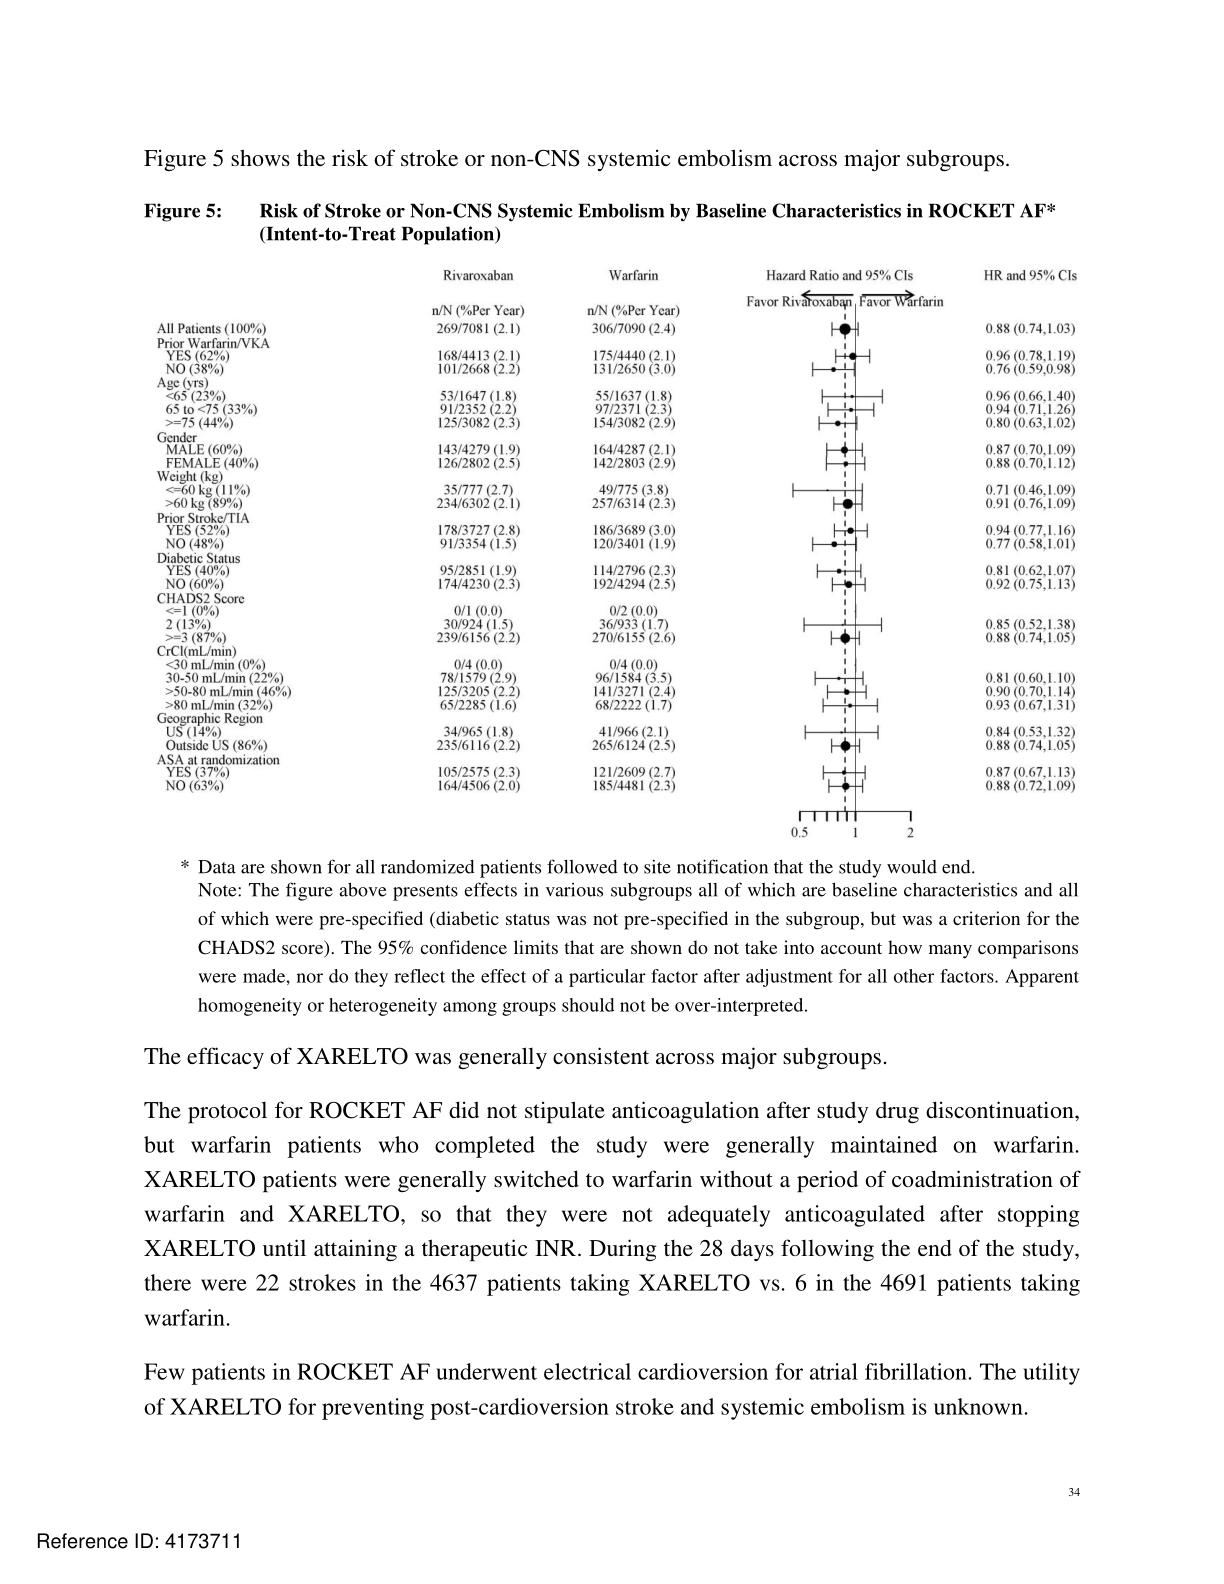 Figure 5 shows the risk of stroke or non-CNS systemic embolism across major subgroups.
Figure 5: Risk of Stroke or Non-CNS Systemic Embolism by Baseline Characteristics in ROCKET AF*
(Intent-to-Treat Population)
Rivaroxaban Warfarin Hazard Ratio and 95% CIs HR and 95% CIs
Favor Rivaroxaban Favor Warfarin
n/N (%Per Year) n/N (%Per Year)
All Patients (100%) 269/7081 (2.1) 306/7090 (2.4) 0.88 (0.74,1.03)
Prior Warfarin/VKA
YES (62%) 168/4413 (2.1) 175/4440 (2.1) 0.96 (0.78,1.19)
NO (38%) 101/2668 (2.2) 131/2650 (3.0) 0.76 (0.59,0.98)
Age (yrs)
<65 (23%) 53/1647 (1.8) 55/1637 (1.8) 0.96 (0.66,1.40)
65 to <75 (33%) 91/2352 (2.2) 97/2371 (2.3) 0.94 (0.71,1.26)
>=75 (44%) 125/3082 (2.3) 154/3082 (2.9) 0.80 (0.63,1.02)
Gender
MALE (60%) 143/4279 (1.9) 164/4287 (2.1) 0.87 (0.70,1.09)
FEMALE (40%) 126/2802 (2.5) 142/2803 (2.9) 0.88 (0.70,1.12)
Weight (kg)
<=60 kg (11%) 35/777 (2.7) 49/775 (3.8) 0.71 (0.46,1.09)
>60 kg (89%) 234/6302 (2.1) 257/6314 (2.3) 0.91 (0.76,1.09)
Prior Stroke/TIA
YES (52%) 178/3727 (2.8) 186/3689 (3.0) 0.94 (0.77,1.16)
NO (48%) 91/3354 (1.5) 120/3401 (1.9) 0.77 (0.58,1.01)
Diabetic Status
YES (40%) 95/2851 (1.9) 114/2796 (2.3) 0.81 (0.62,1.07)
NO (60%) 174/4230 (2.3) 192/4294 (2.5) 0.92 (0.75,1.13)
CHADS2 Score
<=1 (0%) 0/1 (0.0) 0/2 (0.0)
2 (13%) 30/924 (1.5) 36/933 (1.7) 0.85 (0.52,1.38)
>=3 (87%) 239/6156 (2.2) 270/6155 (2.6) 0.88 (0.74,1.05)
CrCl(mL/min)
<30 mL/min (0%) 0/4 (0.0) 0/4 (0.0)
30-50 mL/min (22%) 78/1579 (2.9) 96/1584 (3.5) 0.81 (0.60,1.10)
>50-80 mL/min (46%) 125/3205 (2.2) 141/3271 (2.4) 0.90 (0.70,1.14)
>80 mL/min (32%) 65/2285 (1.6) 68/2222 (1.7) 0.93 (0.67,1.31)
Geographic Region
US (14%) 34/965 (1.8) 41/966 (2.1) 0.84 (0.53,1.32)
Outside US (86%) 235/6116 (2.2) 265/6124 (2.5) 0.88 (0.74,1.05)
ASA at randomization
YES (37%) 105/2575 (2.3) 121/2609 (2.7) 0.87 (0.67,1.13)
NO (63%) 164/4506 (2.0) 185/4481 (2.3) 0.88 (0.72,1.09)
0.5 1 2
* Data are shown for all randomized patients followed to site notification that the study would end.
Note: The figure above presents effects in various subgroups all of which are baseline characteristics and all
of which were pre-specified (diabetic status was not pre-specified in the subgroup, but was a criterion for the
CHADS2 score). The 95% confidence limits that are shown do not take into account how many comparisons
were made, nor do they reflect the effect of a particular factor after adjustment for all other factors. Apparent
homogeneity or heterogeneity among groups should not be over-interpreted.
The efficacy of XARELTO was generally consistent across major subgroups.
The protocol for ROCKET AF did not stipulate anticoagulation after study drug discontinuation,
but warfarin patients who completed the study were generally maintained on warfarin.
XARELTO patients were generally switched to warfarin without a period of coadministration of
warfarin and XARELTO, so that they were not adequately anticoagulated after stopping
XARELTO until attaining a therapeutic INR. During the 28 days following the end of the study,
there were 22 strokes in the 4637 patients taking XARELTO vs. 6 in the 4691 patients taking
warfarin.
Few patients in ROCKET AF underwent electrical cardioversion for atrial fibrillation. The utility
of XARELTO for preventing post-cardioversion stroke and systemic embolism is unknown.
34
Reference ID: 4173711